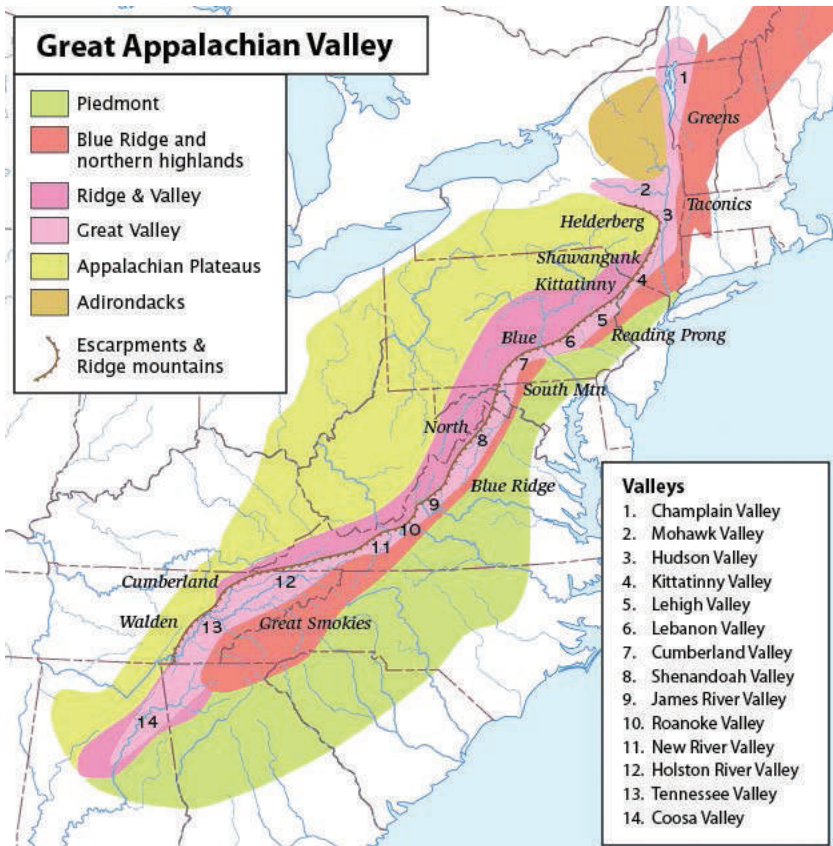 Great Appalachian Valley
Piedmont
Blue Ridge and
northern highlands
Ridge & Valley
Great Valley
Appalachian Plateaus
Adirondacks
Escarpments &
Ridge mountains
1
Greens
2
3
Taconics
Helderberg
Shawangunk
Kittatinny
4
5
Blue
6
Reading Prong
7
South Mtn
North
8
Blue Ridge
9
10
11
Cumberland
12
Walden
13
Great Smokies
14
Valleys
1. Champlain Valley
2. Mohawk Valley
3. Hudson Valley
4. Kittatinny Valley
5. Lehigh Valley
6. Lebanon Valley
7. Cumberland Valley
8. Shenandoah Valley
9. James River Valley
10. Roanoke Valley
11. New River Valley
12. Holston River Valley
13. Tennessee Valley
14. Coosa Valley